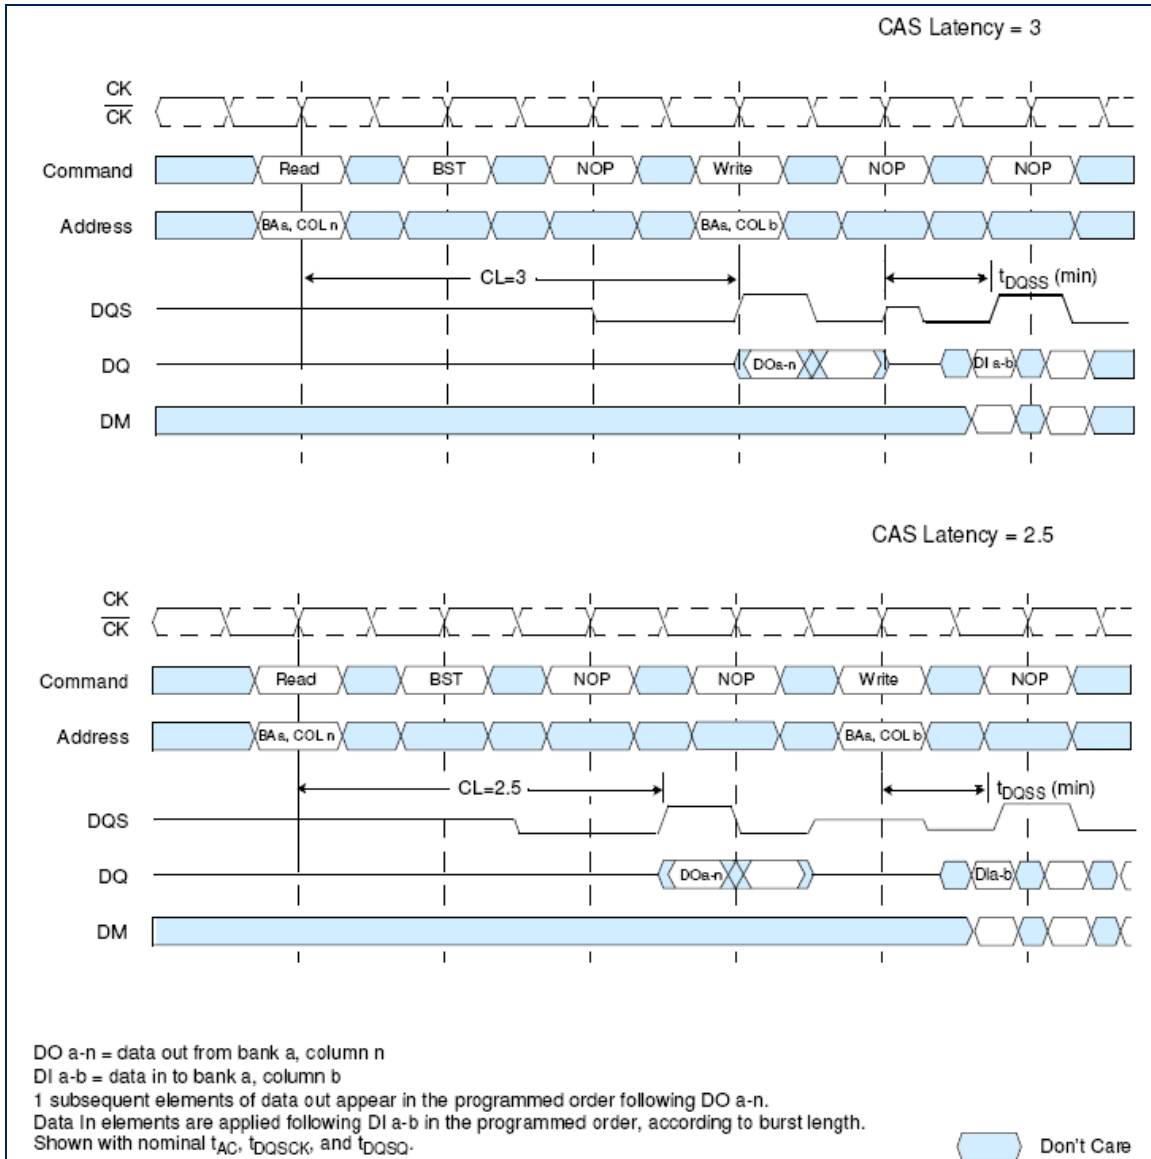 CAS Latency = 3
CK
CK
Command Read BST NOP Write NOP NOP
Address BAa, COL n BAa, COL b
CL=3 tDQSS (min)
DQS
DQ DOa-n DI a-b
DM
CAS Latency = 2.5
CK
CK
Command Read BST NOP NOP Write NOP
Address BAa, COL n BAa, COL b
CL=2.5 tDQSS (min)
DQS
DQ DOa-n DIa-b
DM
DO a-n = data out from bank a, column n
DI a-b = data in to bank a, column b
1 subsequent elements of data out appear in the programmed order following DO a-n.
Data In elements are applied following DI a-b in the programmed order, according to burst length.
Shown with nominal tAC, tDQSCK, and tDQSQ.
Don't Care